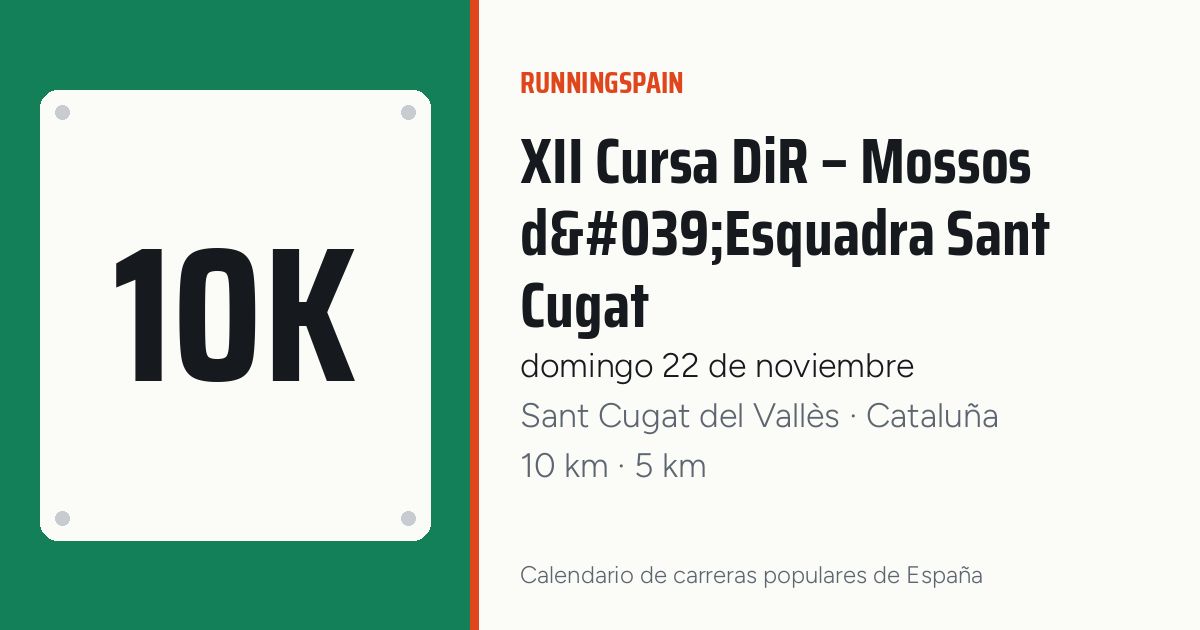 10K
RUNNINGSPAIN
XII Cursa DiR – Mossos
d&#039;Esquadra Sant
Cugat
domingo 22 de noviembre
Sant Cugat del Vallès · Cataluña
10 km · 5 km
Calendario de carreras populares de España